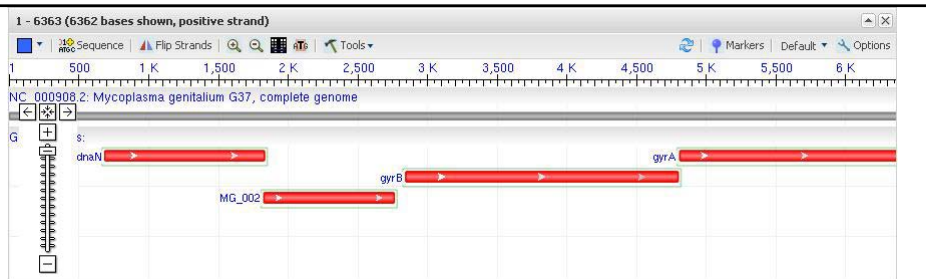 1 - 6363 (6362 bases shown, positive strand)
Sequence Flip Strands Tools Markers Default Options
1 500 1 K 1,500 2 K 2,500 3 K 3,500 4 K 4,500 5 K 5,500 6 K
NC_000908.2: Mycoplasma genitalium G37, complete genome
G s:
dnaN gyrA
gyrB
MG_002